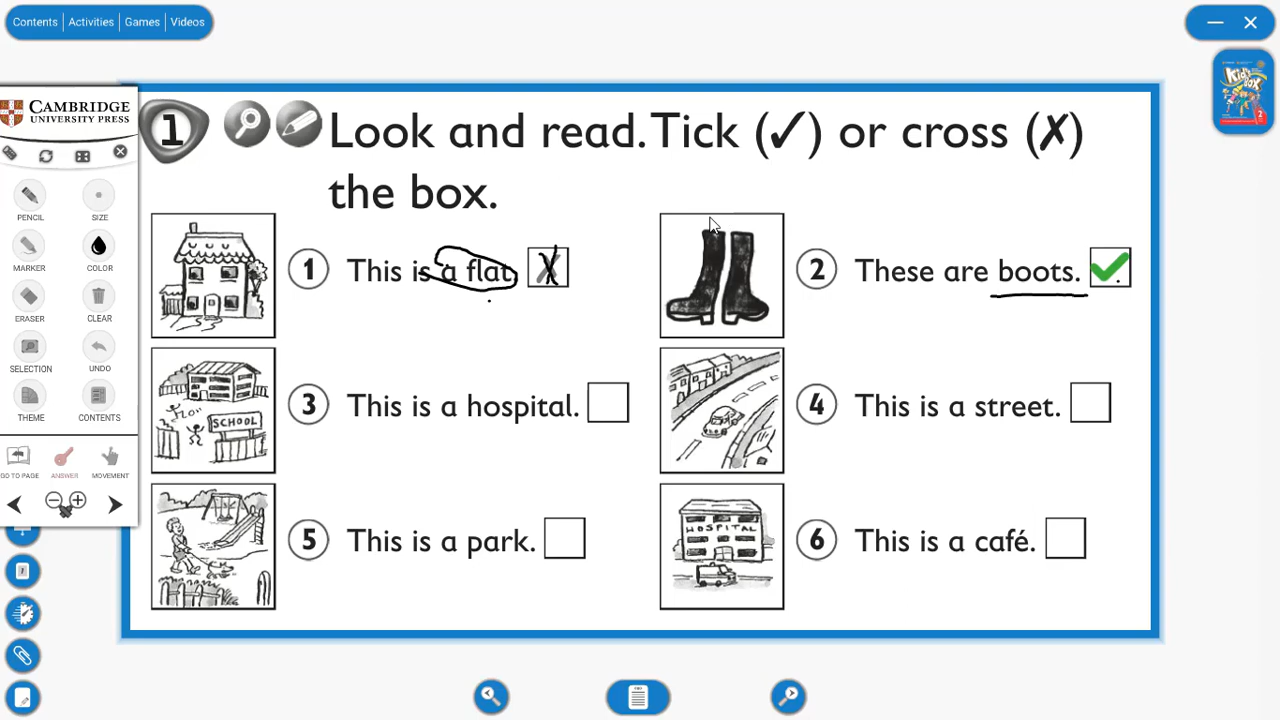 Contents Activities Games Videos
CAMBRIDGE
UNIVERSITY PRESS
PENCIL SIZE
MARKER COLOR
ERASER CLEAR
SELECTION UNDO
THEME CONTENTS
GO TO PAGE ANSWER MOVEMENT
1 Look and read. Tick (✓) or cross (✗)
the box.
1 This is a flat. X
2 These are boots. ✓
3 This is a hospital.
SCHOOL
4 This is a street.
5 This is a park.
6 This is a café.
HOSPITAL
Kid's Box
2